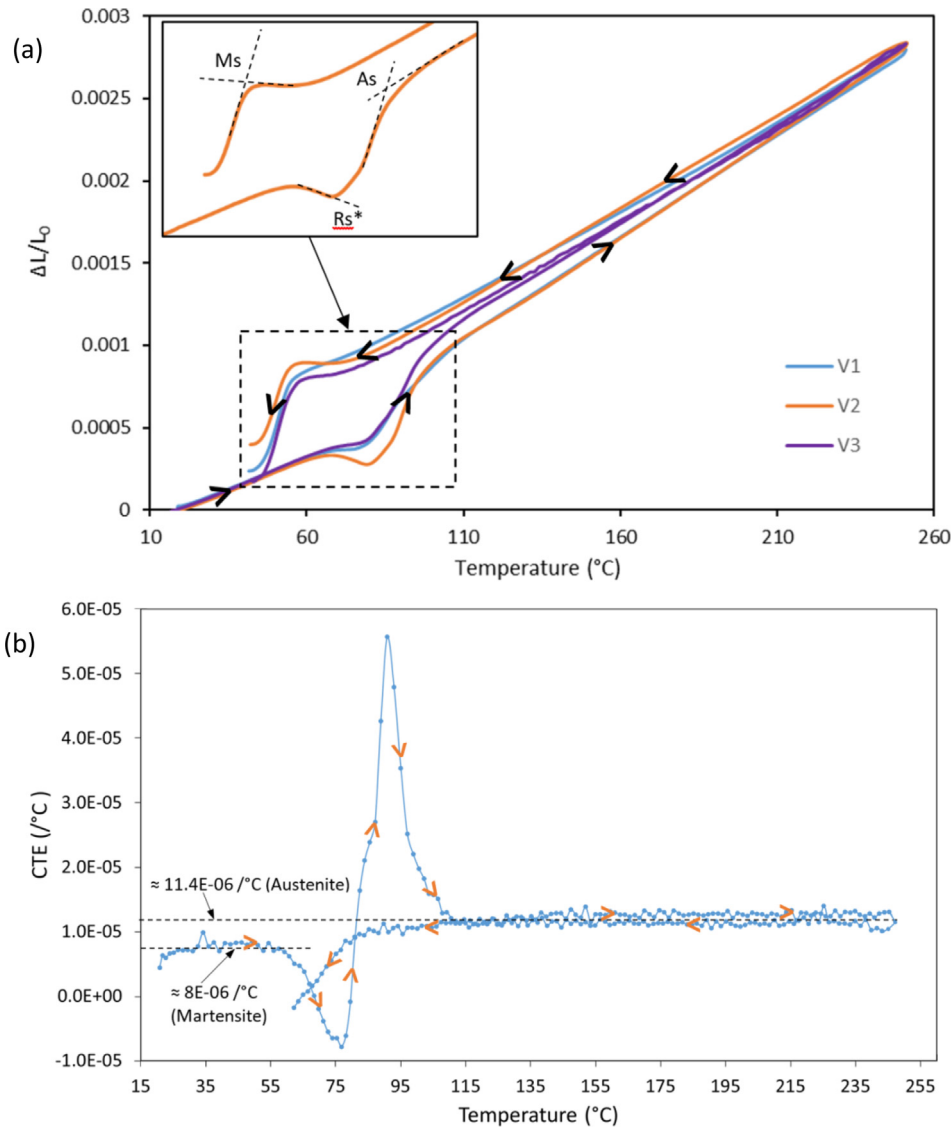 (a)
0.003
0.0025
0.002
0.0015
0.001
0.0005
0
ΔL/L₀
Ms
As
Rs*
V1
V2
V3
10
60
110
160
210
260
Temperature (°C)
(b)
6.0E-05
5.0E-05
4.0E-05
3.0E-05
2.0E-05
1.0E-05
0.0E+00
-1.0E-05
CTE (/°C)
≈ 11.4E-06 /°C (Austenite)
≈ 8E-06 /°C
(Martensite)
15
35
55
75
95
115
135
155
175
195
215
235
255
Temperature (°C)